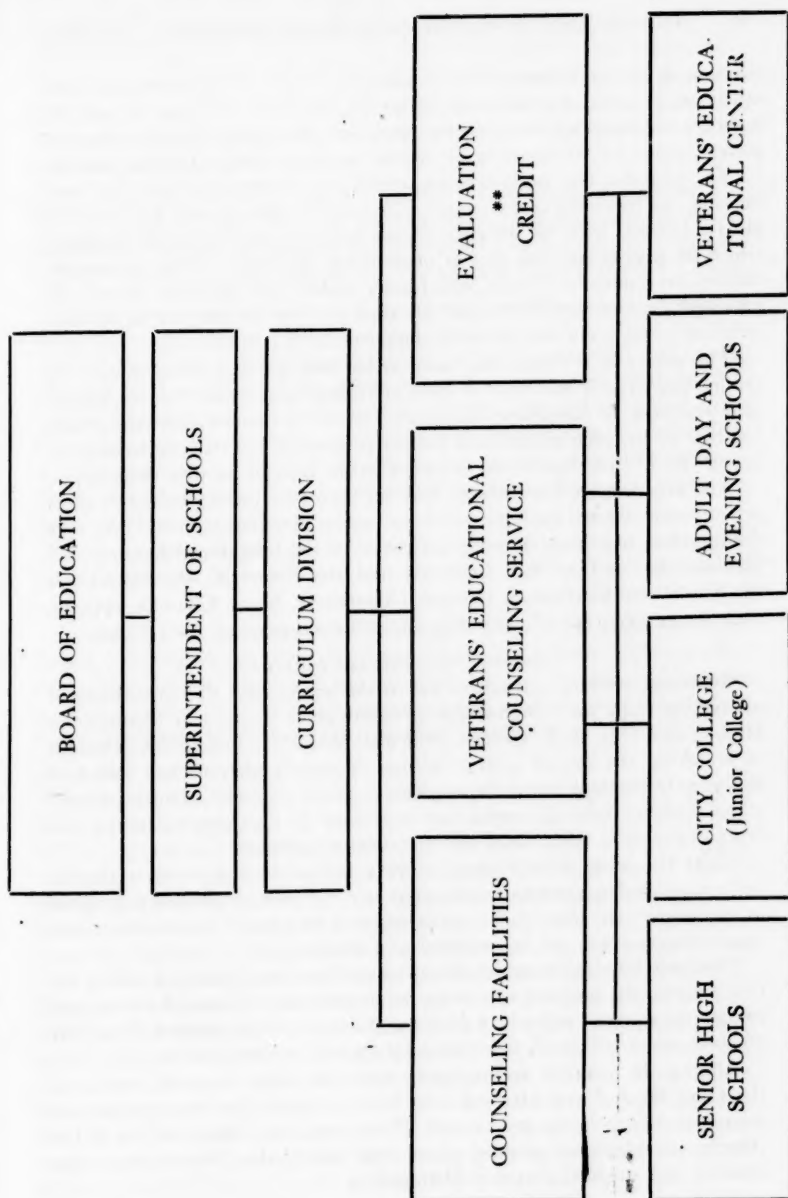 BOARD OF EDUCATION
SUPERINTENDENT OF SCHOOLS
CURRICULUM DIVISION
COUNSELING FACILITIES
VETERANS' EDUCATIONAL
COUNSELING SERVICE
EVALUATION
**
CREDIT
SENIOR HIGH
SCHOOLS
CITY COLLEGE
(Junior College)
ADULT DAY AND
EVENING SCHOOLS
VETERANS' EDUCA-
TIONAL CENTER